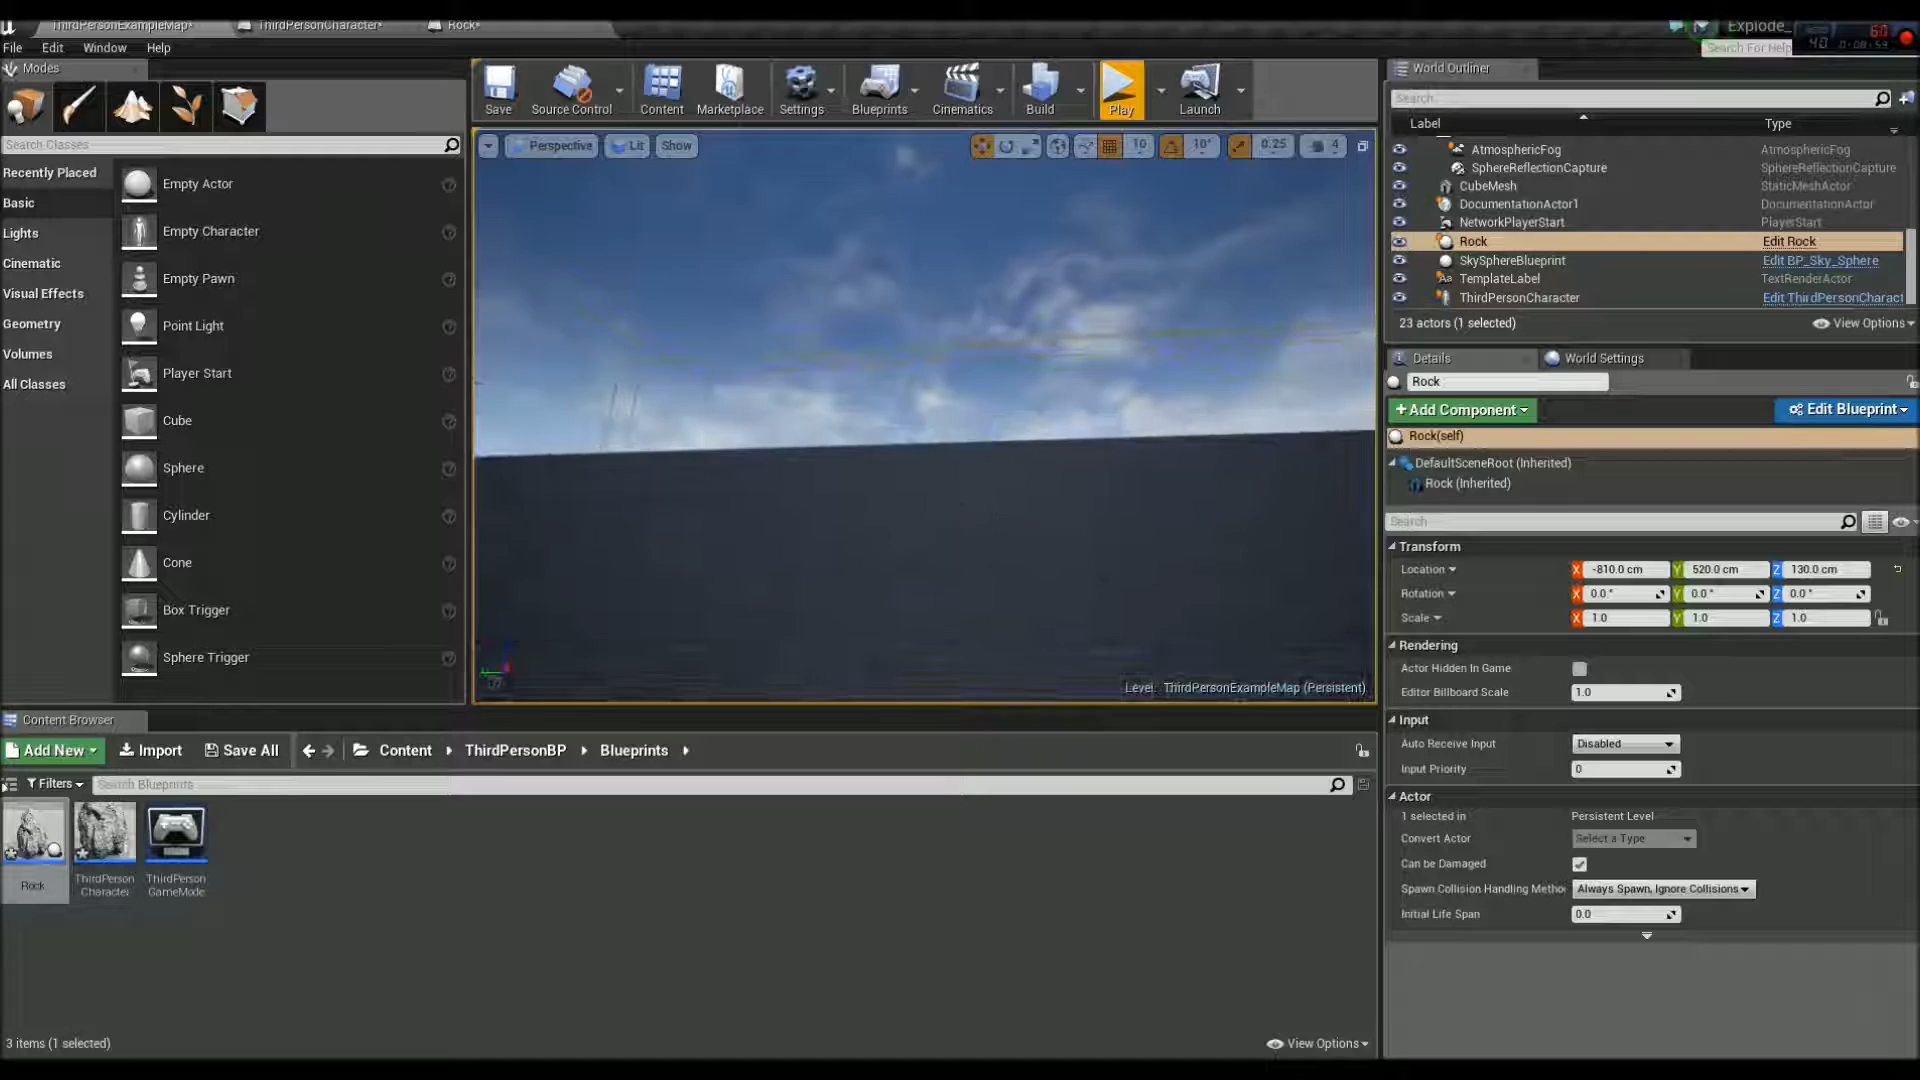 ThirdPersonExampleMap*
ThirdPersonCharacter*
Rock*
Explode_
60
40
File
Edit
Window
Help
Search For Help
Modes
World Outliner
Save
Source Control
Content
Marketplace
Settings
Blueprints
Cinematics
Build
Play
Launch
Search...
Label
Type
Search Classes
Perspective
Lit
Show
10
10°
0.25
4
AtmosphericFog
AtmosphericFog
SphereReflectionCapture
SphereReflectionCapture
CubeMesh
StaticMeshActor
DocumentationActor1
DocumentationActor
NetworkPlayerStart
PlayerStart
Rock
Edit Rock
SkySphereBlueprint
Edit BP_Sky_Sphere
TemplateLabel
TextRenderActor
ThirdPersonCharacter
Edit ThirdPersonCharact
23 actors (1 selected)
View Options
Recently Placed
Basic
Lights
Cinematic
Visual Effects
Geometry
Volumes
All Classes
Empty Actor
Empty Character
Empty Pawn
Point Light
Player Start
Cube
Sphere
Cylinder
Cone
Box Trigger
Sphere Trigger
Level: ThirdPersonExampleMap (Persistent)
Details
World Settings
Rock
+Add Component
Edit Blueprint
Rock(self)
DefaultSceneRoot (Inherited)
Rock (Inherited)
Search
Transform
Location
X -810.0 cm
Y 520.0 cm
Z 130.0 cm
Rotation
X 0.0 °
Y 0.0 °
Z 0.0 °
Scale
X 1.0
Y 1.0
Z 1.0
Rendering
Actor Hidden In Game
Editor Billboard Scale
1.0
Input
Auto Receive Input
Disabled
Input Priority
0
Actor
1 selected in
Persistent Level
Convert Actor
Select a Type
Can be Damaged
Spawn Collision Handling Metho
Always Spawn, Ignore Collisions
Initial Life Span
0.0
Content Browser
Add New
Import
Save All
Content
ThirdPersonBP
Blueprints
Filters
Search Blueprints
Rock
ThirdPerson
Character
ThirdPerson
GameMode
3 items (1 selected)
View Options